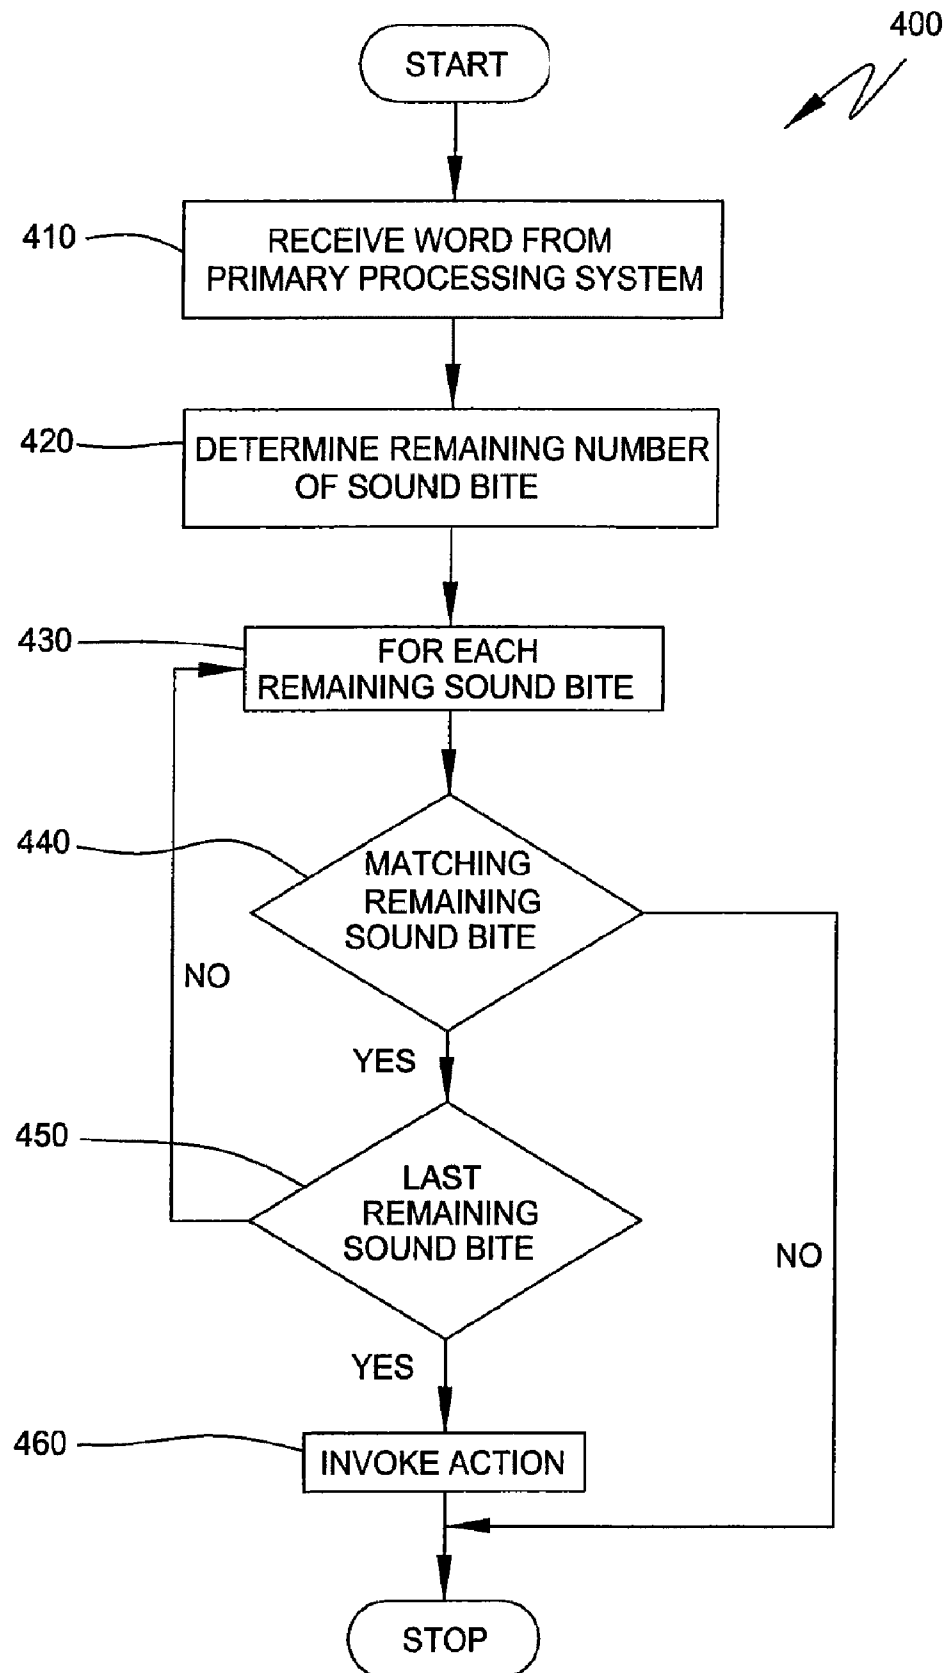 400
START
410
RECEIVE WORD FROM
PRIMARY PROCESSING SYSTEM
420
DETERMINE REMAINING NUMBER
OF SOUND BITE
430
FOR EACH
REMAINING SOUND BITE
440
MATCHING
REMAINING
SOUND BITE
NO
YES
450
LAST
REMAINING
SOUND BITE
NO
YES
460
INVOKE ACTION
STOP